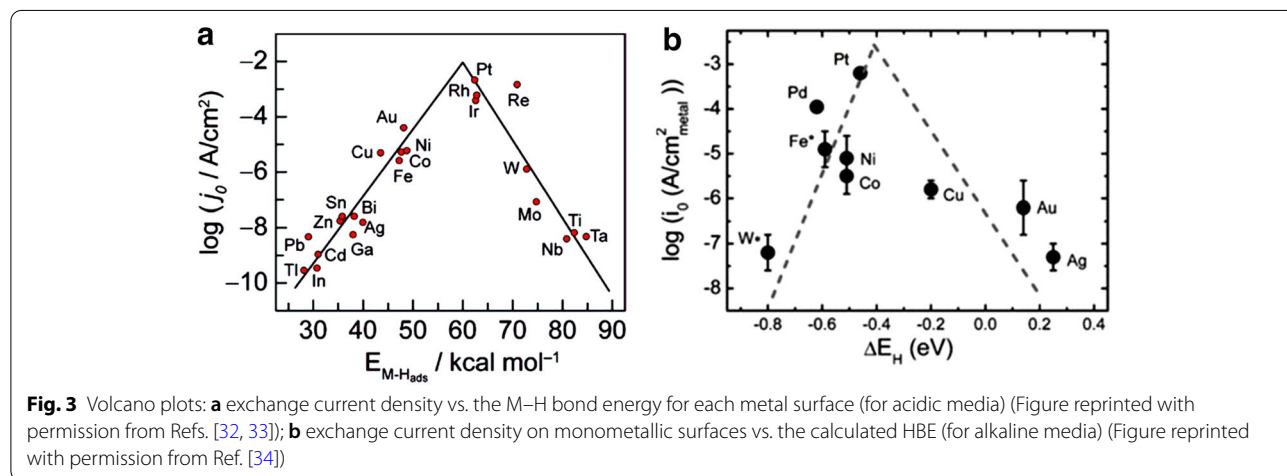 a
log (j₀ / A/cm²)
−2
−4
−6
−8
−10
Pt
Rh
Ir
Re
Au
Cu
Ni
Co
Fe
W
Mo
Sn
Bi
Zn
Ag
Ga
Pb
Cd
Tl
In
Ti
Nb
Ta
30 40 50 60 70 80 90
E_M-Hads / kcal mol⁻¹
b
log (i₀ (A/cm²metal))
-3
-4
-5
-6
-7
-8
Pt
Pd
Fe*
Ni
Co
Cu
Au
W*
Ag
-0.8 -0.6 -0.4 -0.2 0.0 0.2 0.4
ΔE_H (eV)
Fig. 3 Volcano plots: a exchange current density vs. the M–H bond energy for each metal surface (for acidic media) (Figure reprinted with
permission from Refs. [32, 33]); b exchange current density on monometallic surfaces vs. the calculated HBE (for alkaline media) (Figure reprinted
with permission from Ref. [34])